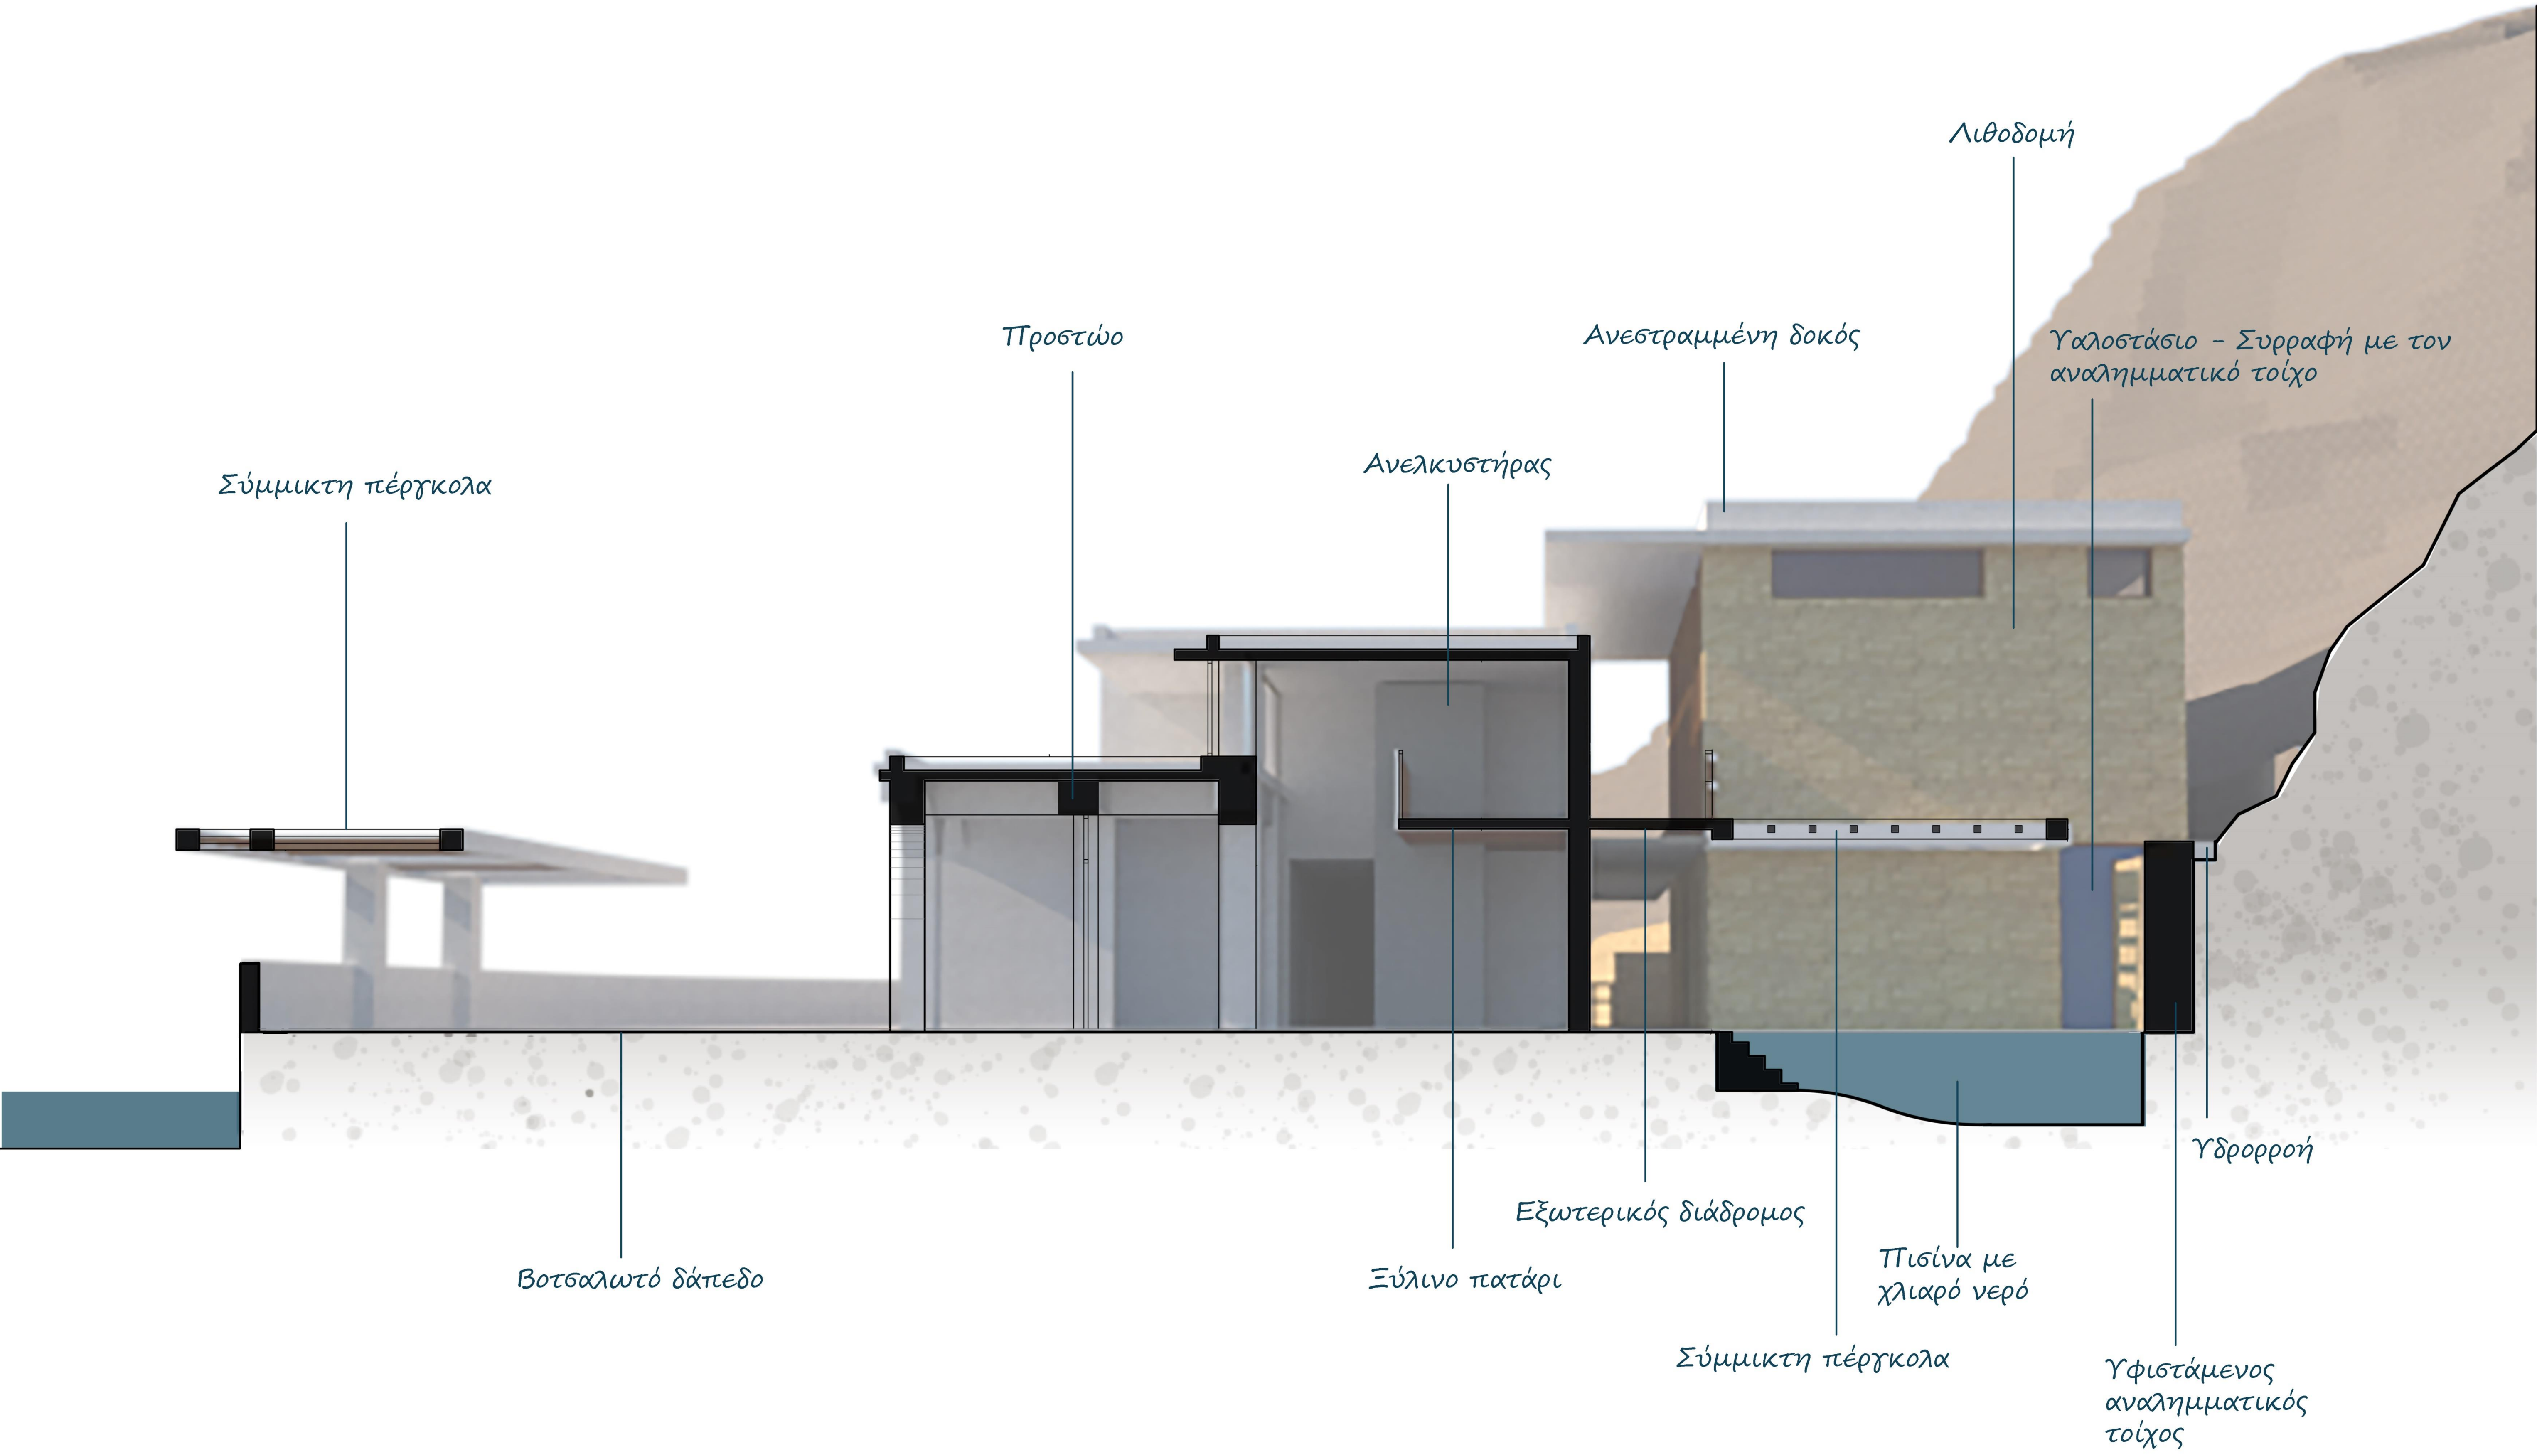 Λιθοδομή
Προστώο
Ανεστραμμένη δοκός
Υαλοστάσιο - Συρραφή με τον
αναλημματικό τοίχο
Ανελκυστήρας
Σύμμικτη πέργκολα
Υδρορροή
Εξωτερικός διάδρομος
Βοτσαλωτό δάπεδο
Ξύλινο πατάρι
Πισίνα με
χλιαρό νερό
Σύμμικτη πέργκολα
Υφιστάμενος
αναλημματικός
τοίχος